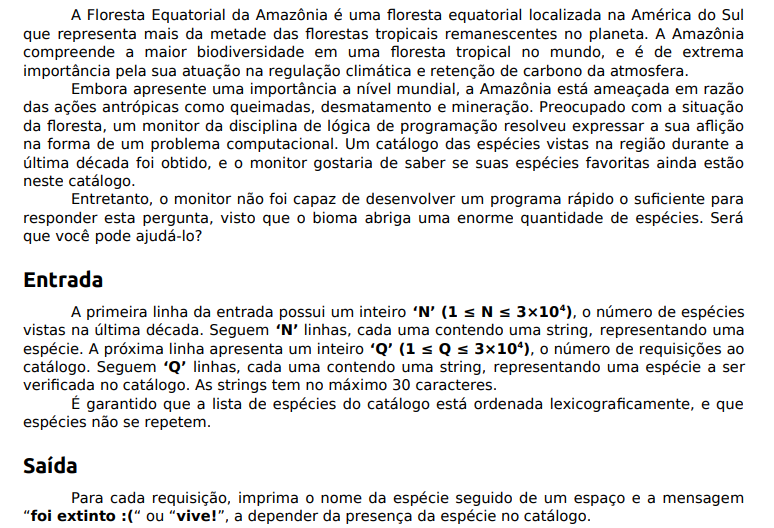 A Floresta Equatorial da Amazônia é uma floresta equatorial localizada na América do Sul
que representa mais da metade das florestas tropicais remanescentes no planeta. A Amazônia
compreende a maior biodiversidade em uma floresta tropical no mundo, e é de extrema
importância pela sua atuação na regulação climática e retenção de carbono da atmosfera.
Embora apresente uma importância a nível mundial, a Amazônia está ameaçada em razão
das ações antrópicas como queimadas, desmatamento e mineração. Preocupado com a situação
da floresta, um monitor da disciplina de lógica de programação resolveu expressar a sua aflição
na forma de um problema computacional. Um catálogo das espécies vistas na região durante a
última década foi obtido, e o monitor gostaria de saber se suas espécies favoritas ainda estão
neste catálogo.
Entretanto, o monitor não foi capaz de desenvolver um programa rápido o suficiente para
responder esta pergunta, visto que o bioma abriga uma enorme quantidade de espécies. Será
que você pode ajudá-lo?
Entrada
A primeira linha da entrada possui um inteiro ‘N’ (1 ≤ N ≤ 3×10⁴), o número de espécies
vistas na última década. Seguem ‘N’ linhas, cada uma contendo uma string, representando uma
espécie. A próxima linha apresenta um inteiro ‘Q’ (1 ≤ Q ≤ 3×10⁴), o número de requisições ao
catálogo. Seguem ‘Q’ linhas, cada uma contendo uma string, representando uma espécie a ser
verificada no catálogo. As strings tem no máximo 30 caracteres.
É garantido que a lista de espécies do catálogo está ordenada lexicograficamente, e que
espécies não se repetem.
Saída
Para cada requisição, imprima o nome da espécie seguido de um espaço e a mensagem
“foi extinto :(“ ou “vive!”, a depender da presença da espécie no catálogo.